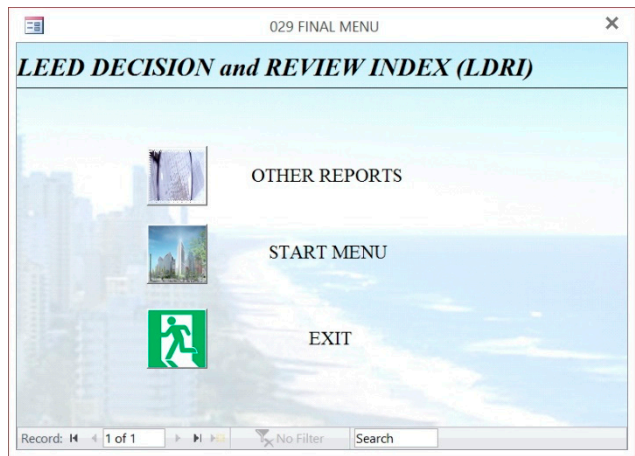 029 FINAL MENU
LEED DECISION and REVIEW INDEX (LDRI)
OTHER REPORTS
START MENU
EXIT
Record: 1 of 1 No Filter Search